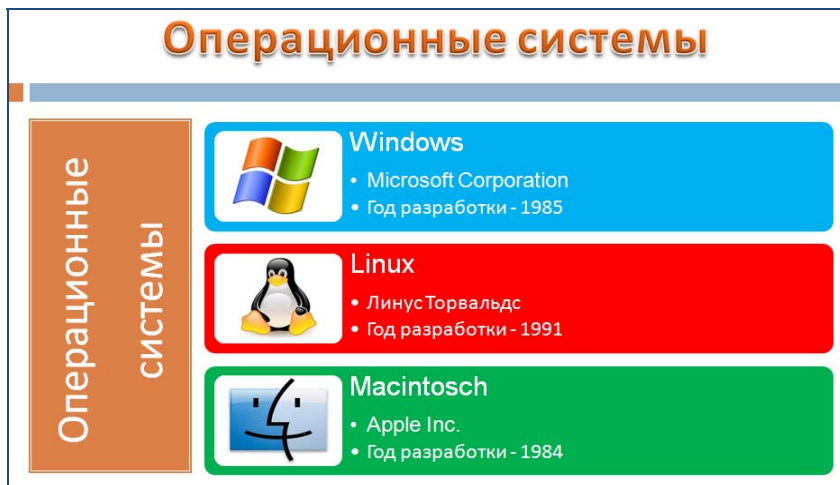 Операционные системы
Операционные
системы
Windows
• Microsoft Corporation
• Год разработки - 1985
Linux
• Линус Торвальдс
• Год разработки - 1991
Macintosch
• Apple Inc.
• Год разработки - 1984